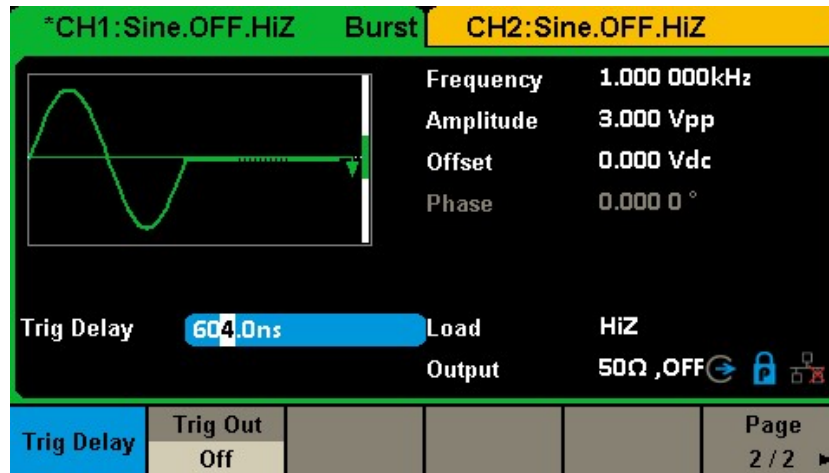 *CH1:Sine.OFF.HiZ Burst CH2:Sine.OFF.HiZ
Frequency 1.000 000kHz
Amplitude 3.000 Vpp
Offset 0.000 Vdc
Phase 0.000 0 °
Trig Delay 604.0ns Load HiZ
Output 50Ω ,OFF P
Trig Delay Trig Out Off Page 2 / 2